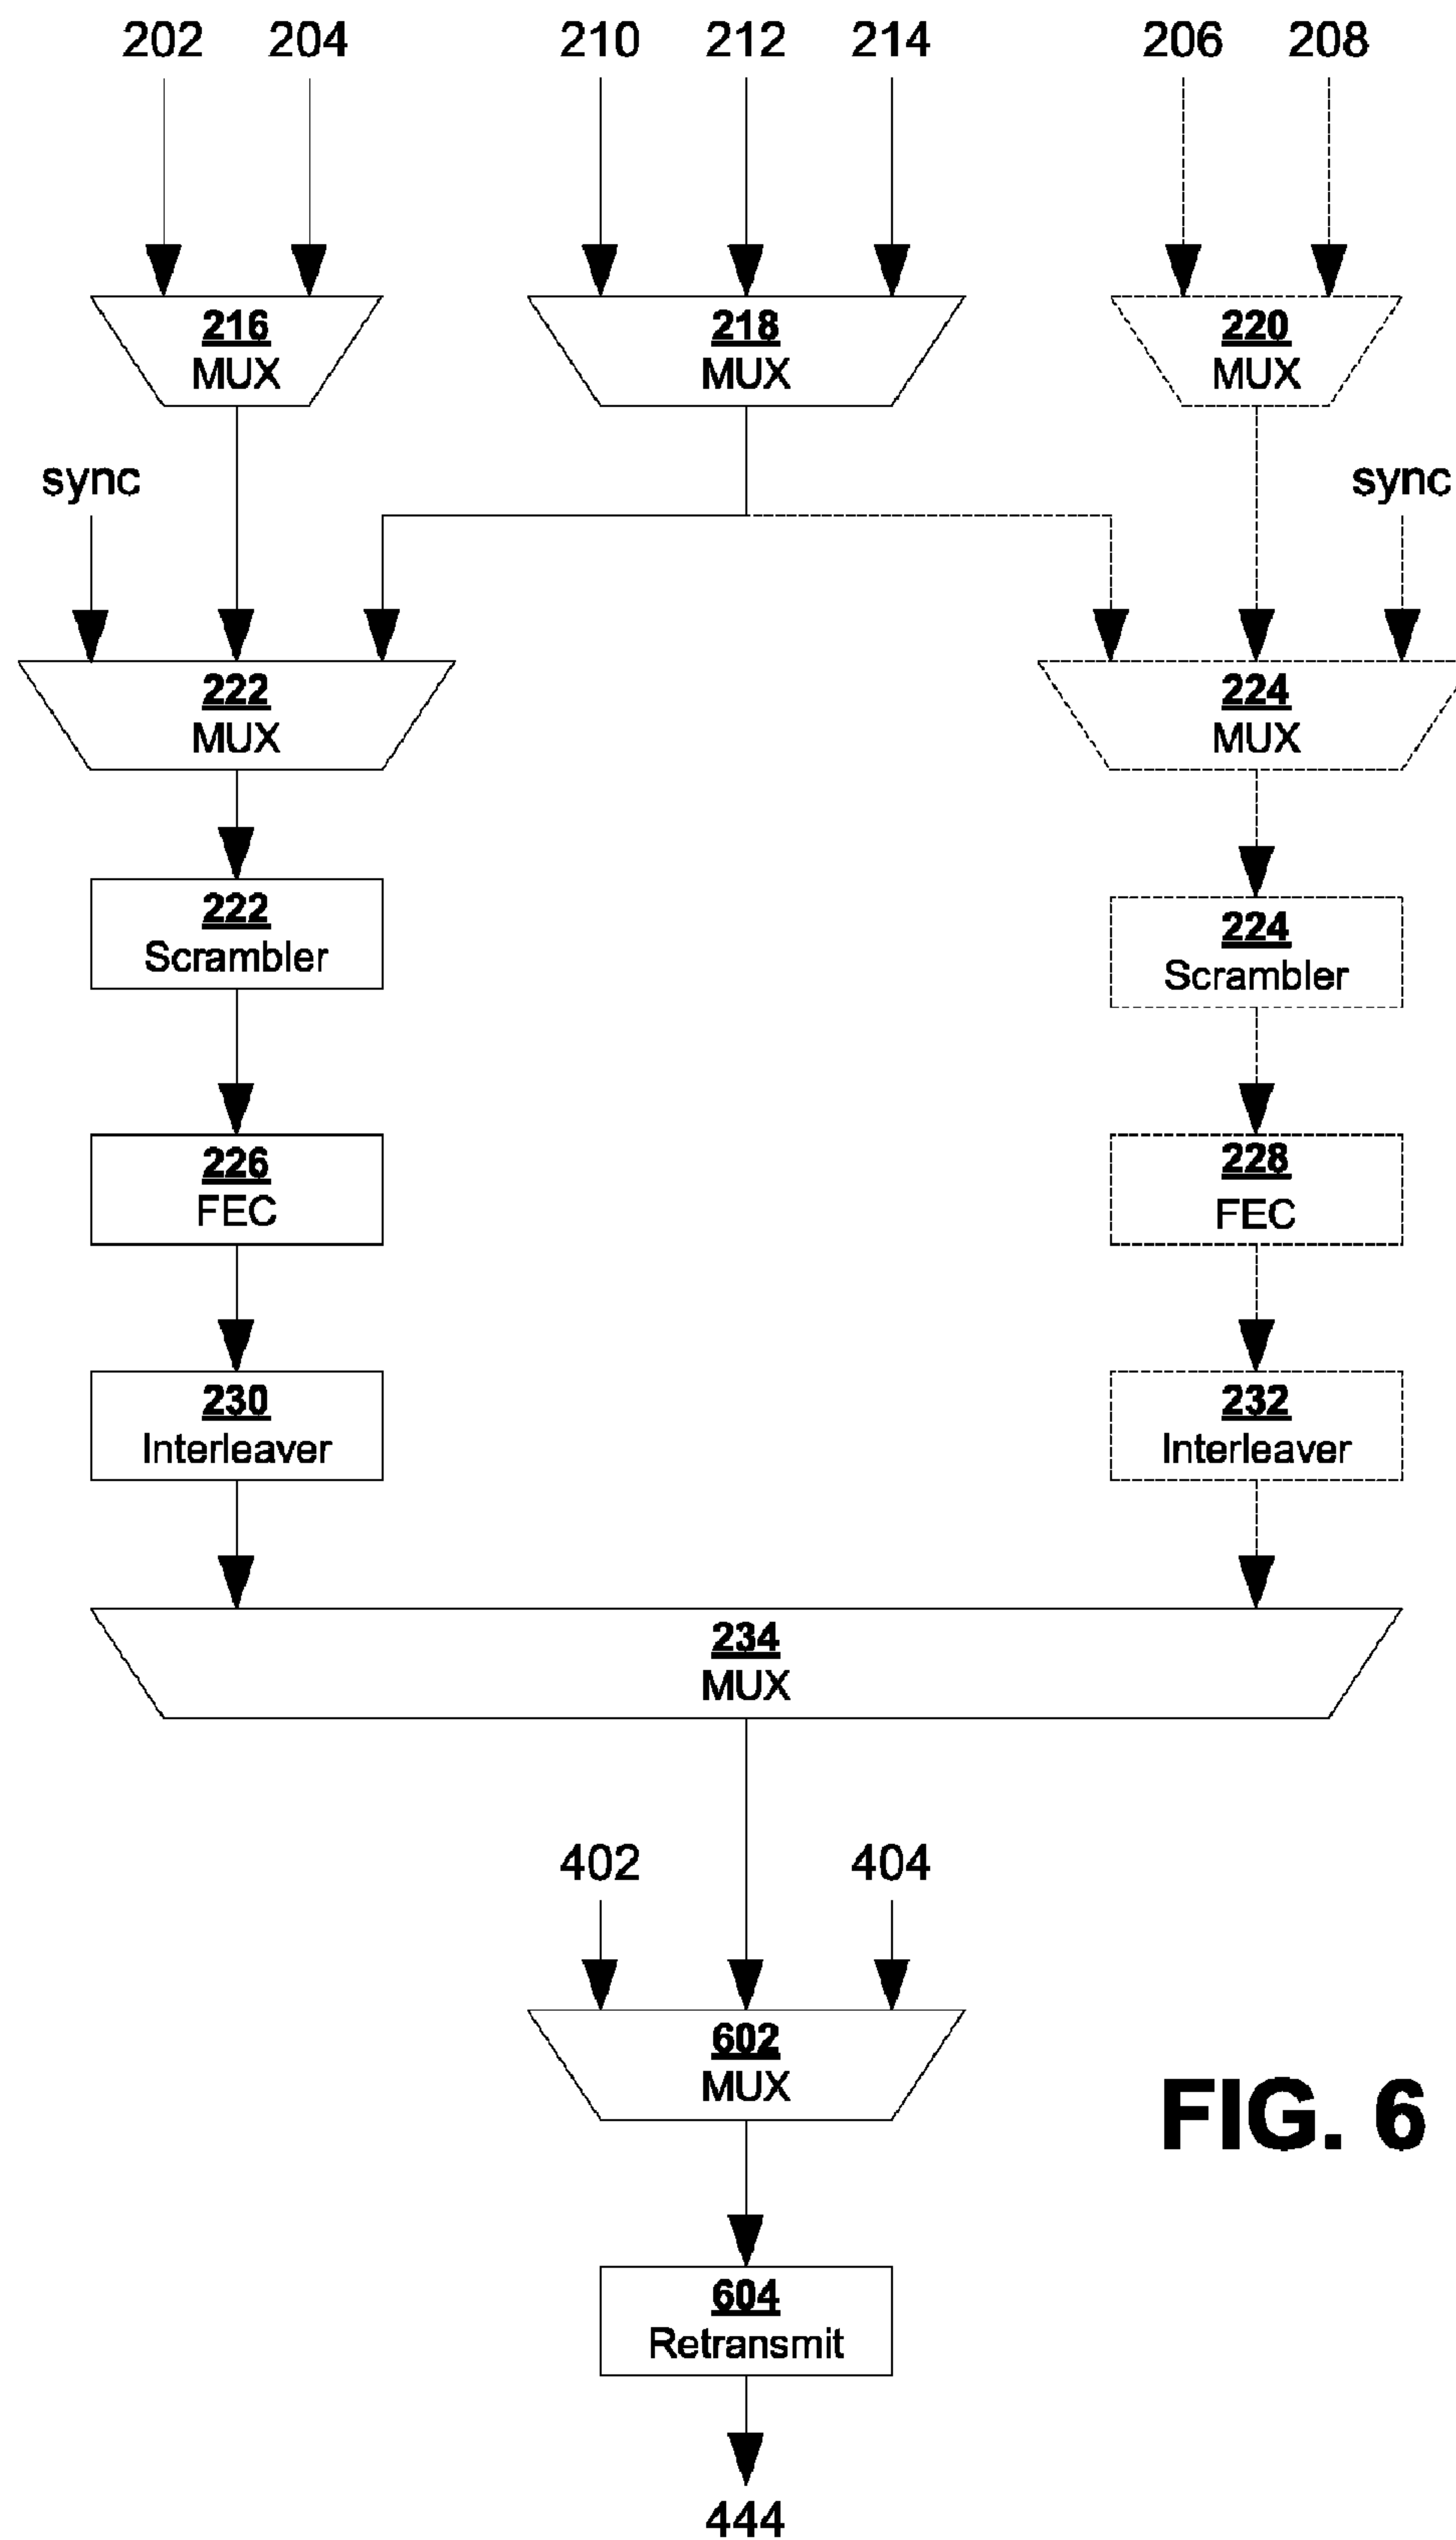 202 204 210 212 214 206 208
216 218 220
MUX MUX MUX
sync sync
222 224
MUX MUX
222 224
Scrambler Scrambler
226 228
FEC FEC
230 232
Interleaver Interleaver
234
MUX
402 404
602
MUX
FIG. 6
604
Retransmit
444